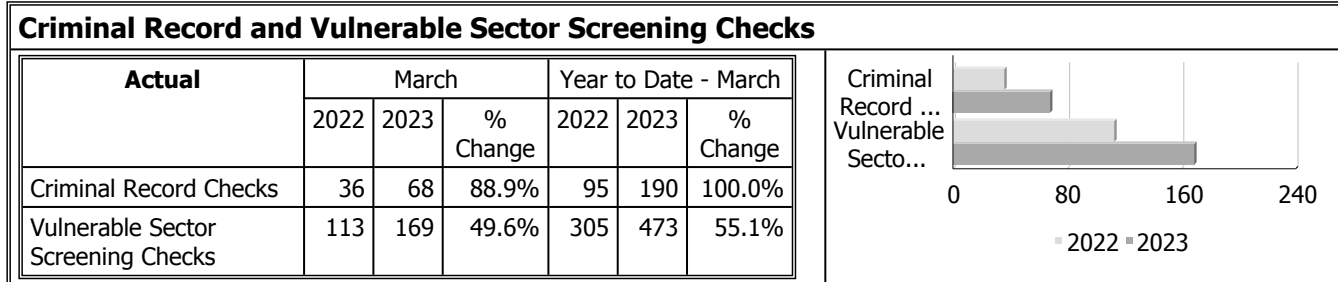 Criminal Record and Vulnerable Sector Screening Checks
Actual March Year to Date - March
2022 2023 % Change 2022 2023 % Change
Criminal Record Checks 36 68 88.9% 95 190 100.0%
Vulnerable Sector
Screening Checks 113 169 49.6% 305 473 55.1%
Criminal
Record ...
Vulnerable
Secto...
0 80 160 240
2022 2023